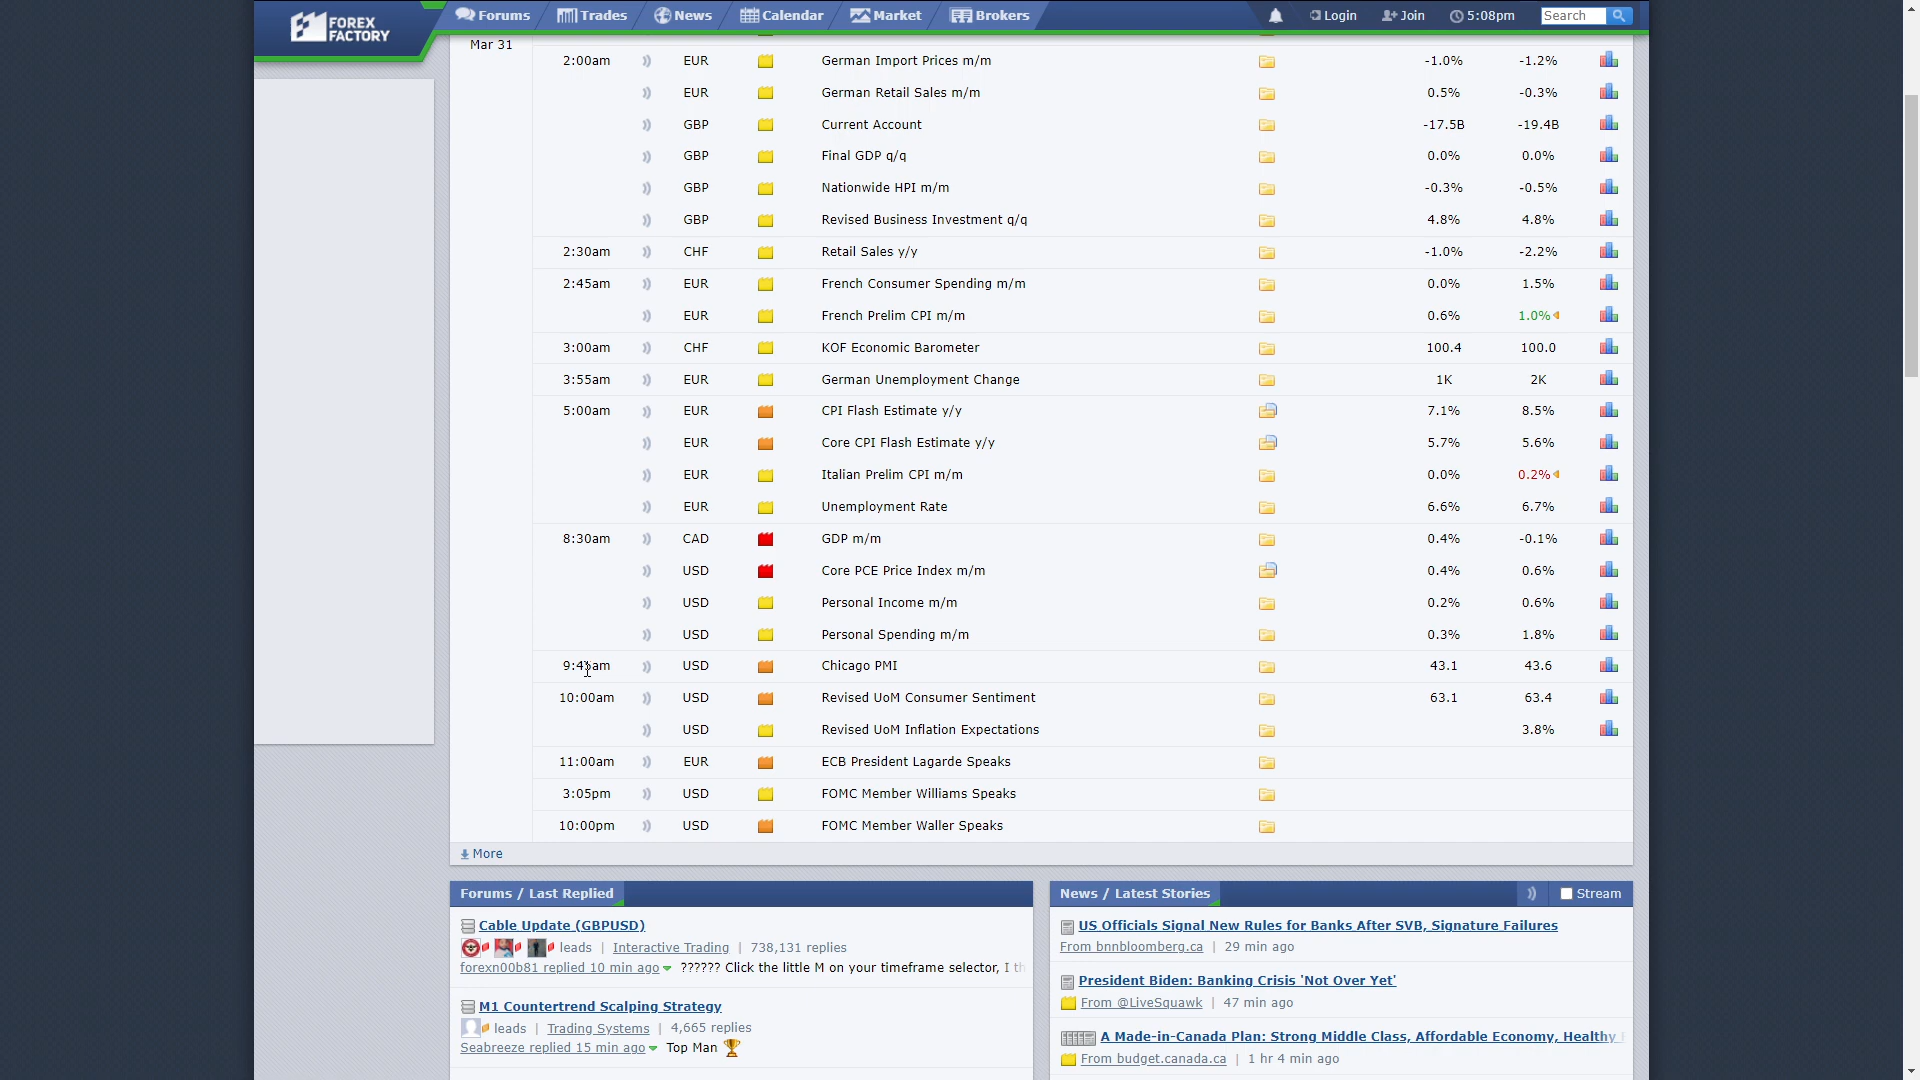 FOREX FACTORY Forums Trades News Calendar Market Brokers Login Join 5:08pm Search
Mar 31
2:00am EUR German Import Prices m/m -1.0% -1.2%
EUR German Retail Sales m/m 0.5% -0.3%
GBP Current Account -17.5B -19.4B
GBP Final GDP q/q 0.0% 0.0%
GBP Nationwide HPI m/m -0.3% -0.5%
GBP Revised Business Investment q/q 4.8% 4.8%
2:30am CHF Retail Sales y/y -1.0% -2.2%
2:45am EUR French Consumer Spending m/m 0.0% 1.5%
EUR French Prelim CPI m/m 0.6% 1.0%
3:00am CHF KOF Economic Barometer 100.4 100.0
3:55am EUR German Unemployment Change 1K 2K
5:00am EUR CPI Flash Estimate y/y 7.1% 8.5%
EUR Core CPI Flash Estimate y/y 5.7% 5.6%
EUR Italian Prelim CPI m/m 0.0% 0.2%
EUR Unemployment Rate 6.6% 6.7%
8:30am CAD GDP m/m 0.4% -0.1%
USD Core PCE Price Index m/m 0.4% 0.6%
USD Personal Income m/m 0.2% 0.6%
USD Personal Spending m/m 0.3% 1.8%
9:45am USD Chicago PMI 43.1 43.6
10:00am USD Revised UoM Consumer Sentiment 63.1 63.4
USD Revised UoM Inflation Expectations 3.8%
11:00am EUR ECB President Lagarde Speaks
3:05pm USD FOMC Member Williams Speaks
10:00pm USD FOMC Member Waller Speaks
More
Forums / Last Replied
Cable Update (GBPUSD)
leads | Interactive Trading | 738,131 replies
forexn00b81 replied 10 min ago ?????? Click the little M on your timeframe selector, I
M1 Countertrend Scalping Strategy
leads | Trading Systems | 4,665 replies
Seabreeze replied 15 min ago Top Man
News / Latest Stories Stream
US Officials Signal New Rules for Banks After SVB, Signature Failures
From bnnbloomberg.ca | 29 min ago
President Biden: Banking Crisis 'Not Over Yet'
From @LiveSquawk | 47 min ago
A Made-in-Canada Plan: Strong Middle Class, Affordable Economy, Healthy
From budget.canada.ca | 1 hr 4 min ago